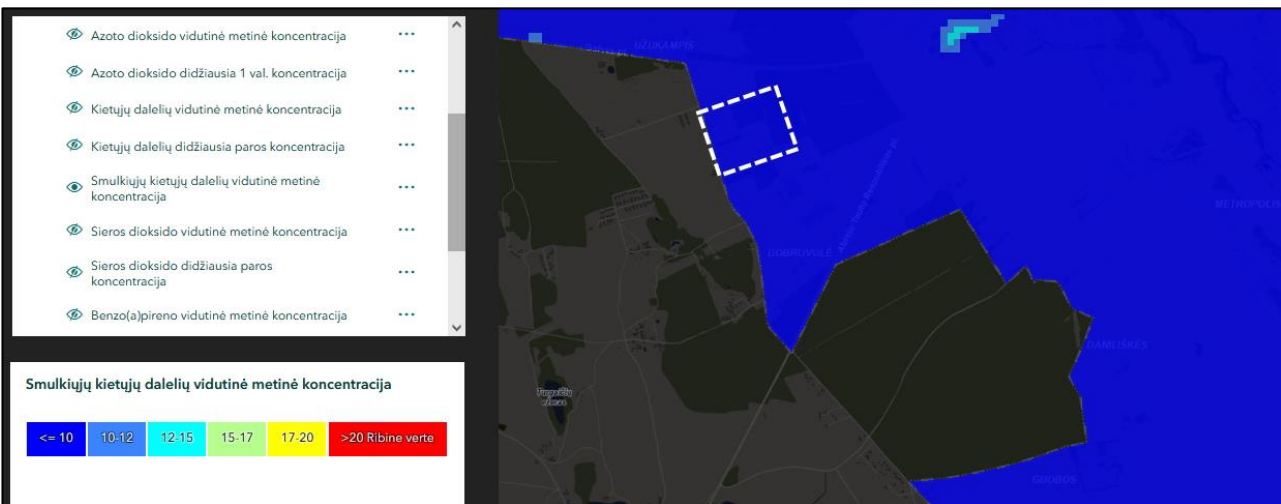 Azoto dioksido vidutinė metinė koncentracija ...
Azoto dioksido didžiausia 1 val. koncentracija ...
Kietųjų dalelių vidutinė metinė koncentracija ...
Kietųjų dalelių didžiausia paros koncentracija ...
Smulkiųjų kietųjų dalelių vidutinė metinė
koncentracija ...
Sieros dioksido vidutinė metinė koncentracija ...
Sieros dioksido didžiausia paros
koncentracija ...
Benzo(a)pireno vidutinė metinė koncentracija ...
Smulkiųjų kietųjų dalelių vidutinė metinė koncentracija
<= 10 10-12 12-15 15-17 17-20 >20 Ribine verte
UŽUKAMPIS
METROPOLIS
DOBRUVOLĖ
DANILIŠKĖS
GUOBOS